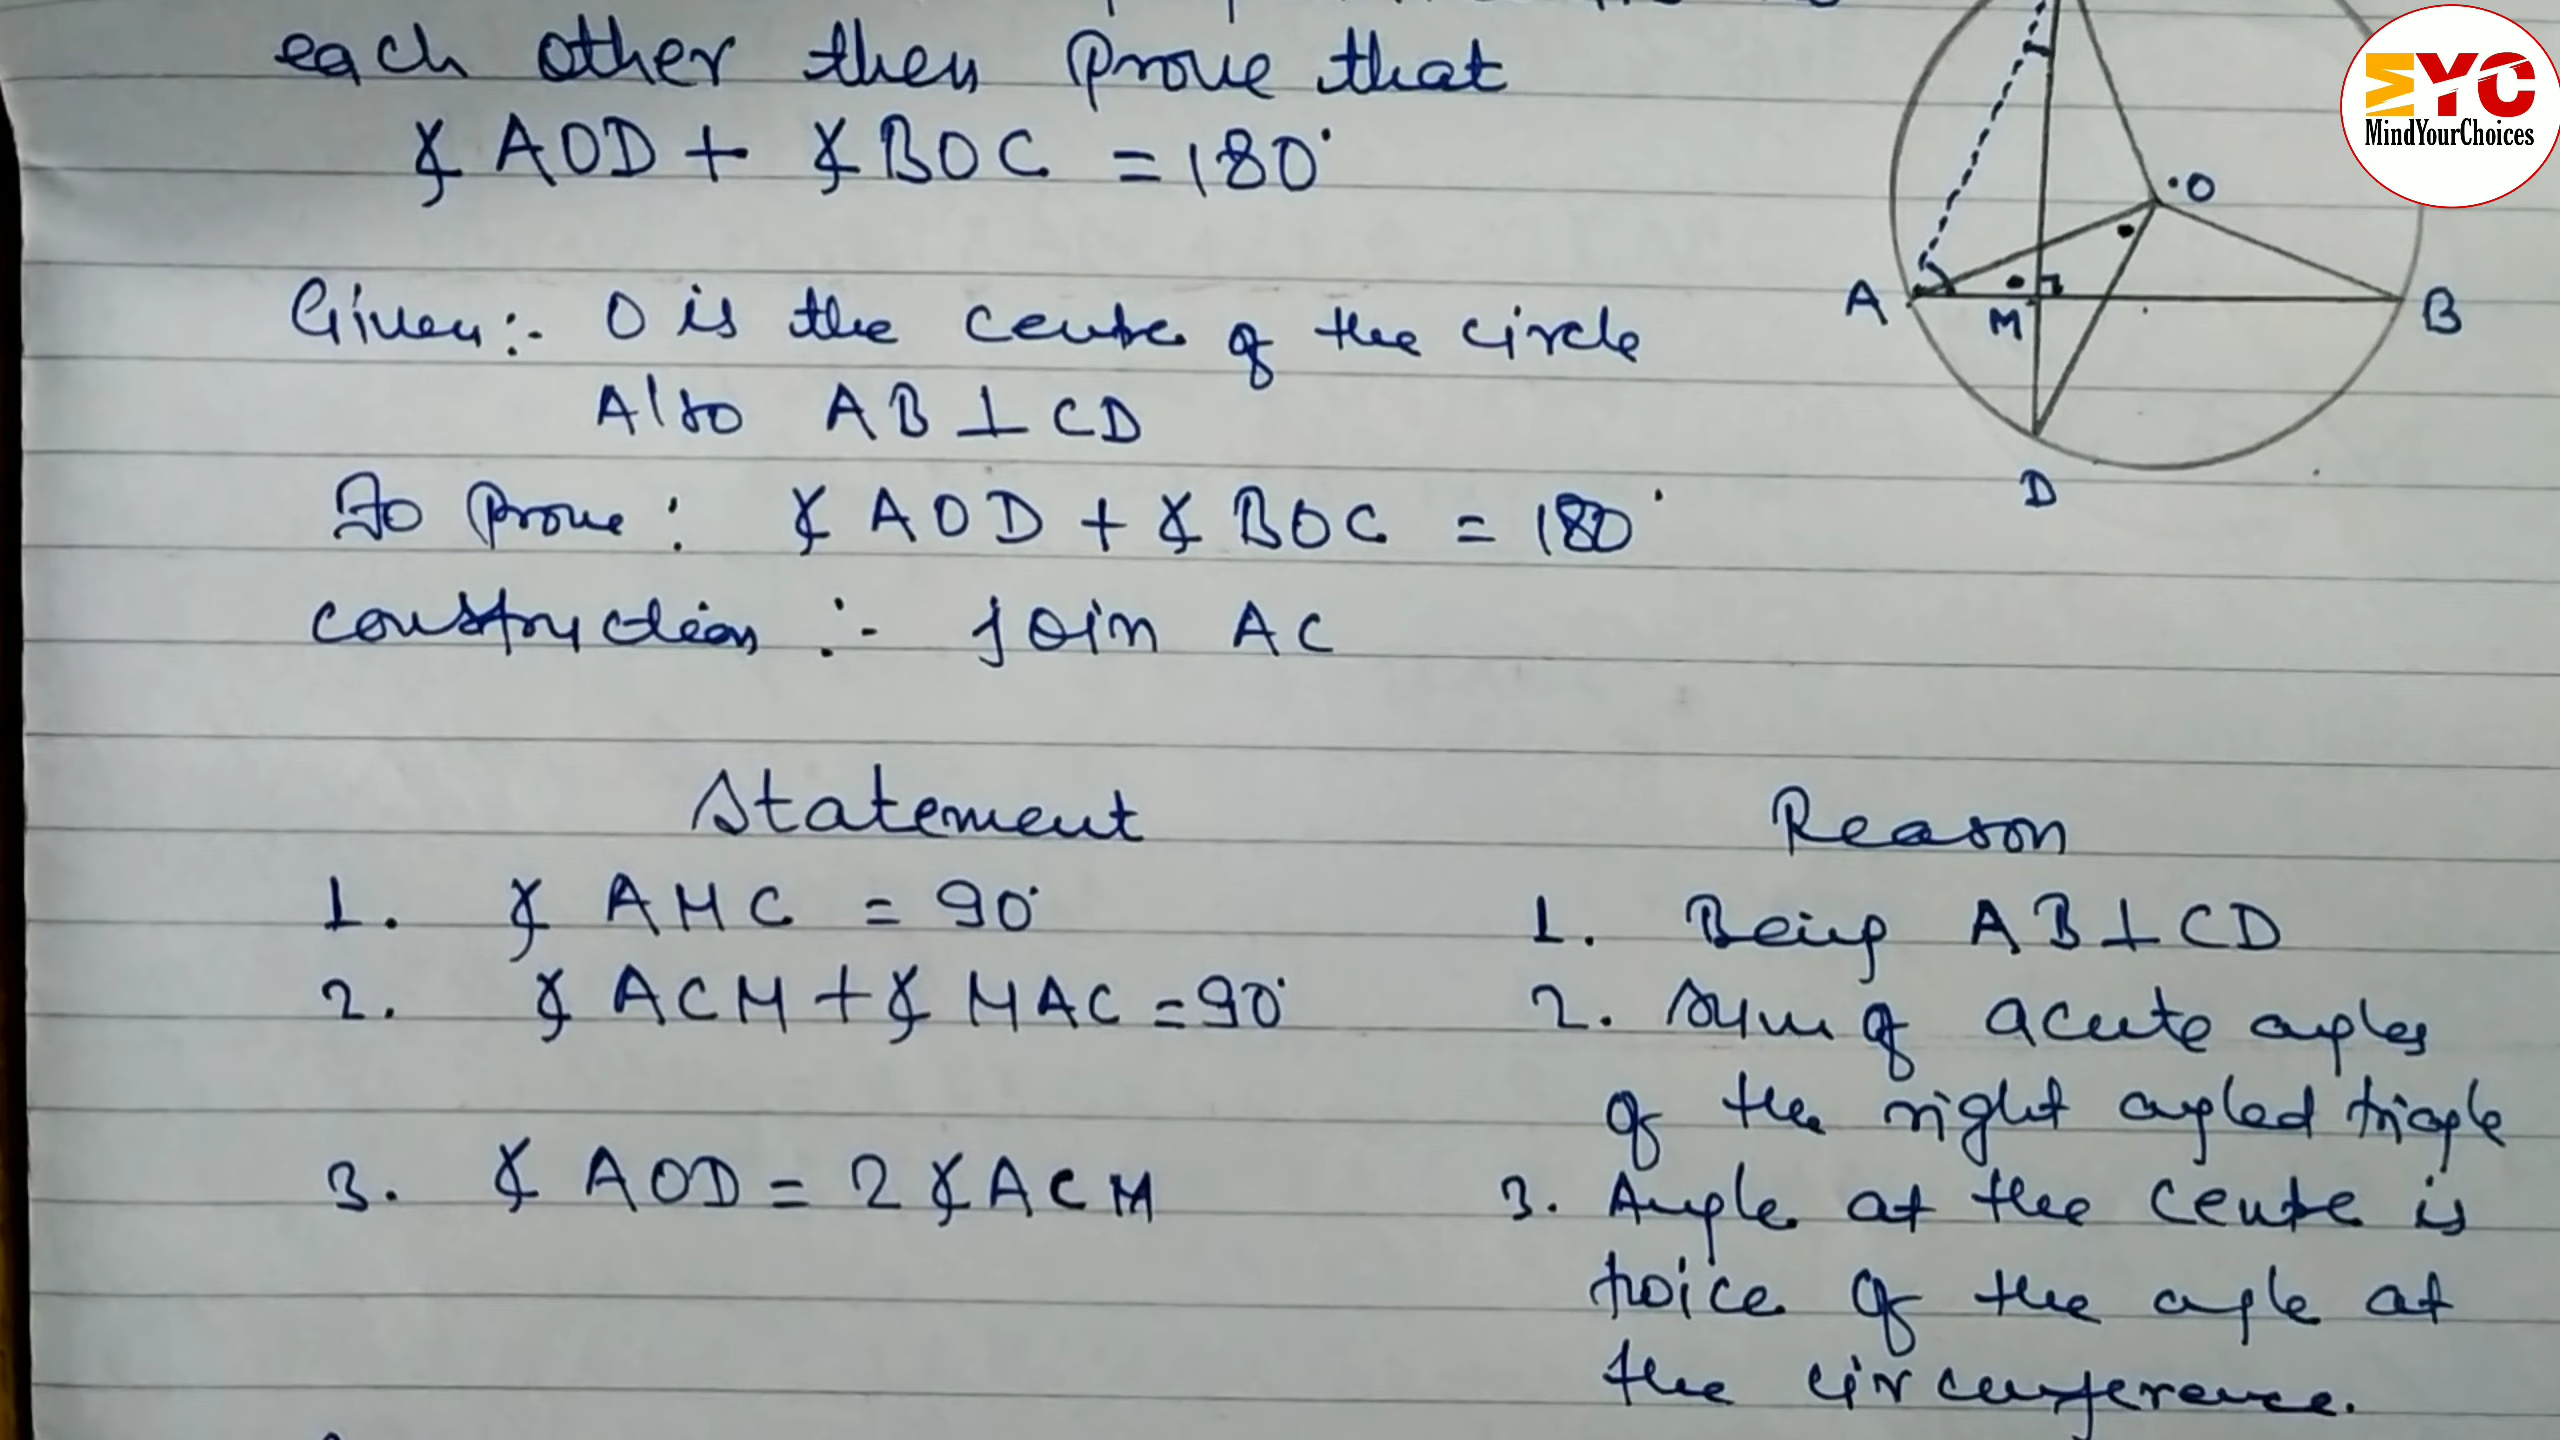 each other then prove that
∡ AOD + ∡ BOC = 180°
Given:- O is the centre of the circle
Also AB ⊥ CD
To prove : ∡ AOD + ∡ BOC = 180°
construction :- join AC
Statement
1. ∡ AMC = 90°
2. ∡ ACM + ∡ MAC = 90°
3. ∡ AOD = 2 ∡ ACM
Reason
1. Being AB ⊥ CD
2. sum of acute angles
of the right angled triangle
3. Angle at the centre is
twice of the angle at
the circumference.
O
A
M
B
D
MYC
MindYourChoices